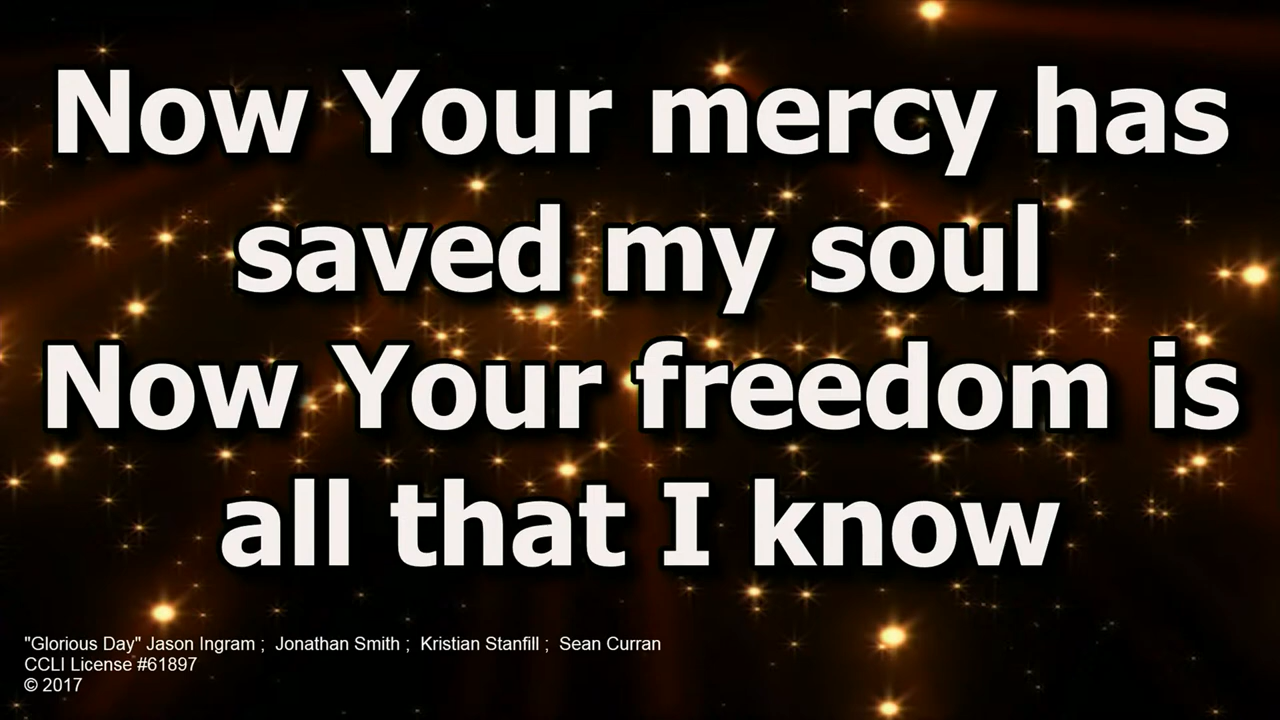 Now Your mercy has
saved my soul
Now Your freedom is
all that I know
"Glorious Day" Jason Ingram ;  Jonathan Smith ;  Kristian Stanfill ;  Sean Curran
CCLI License #61897
© 2017